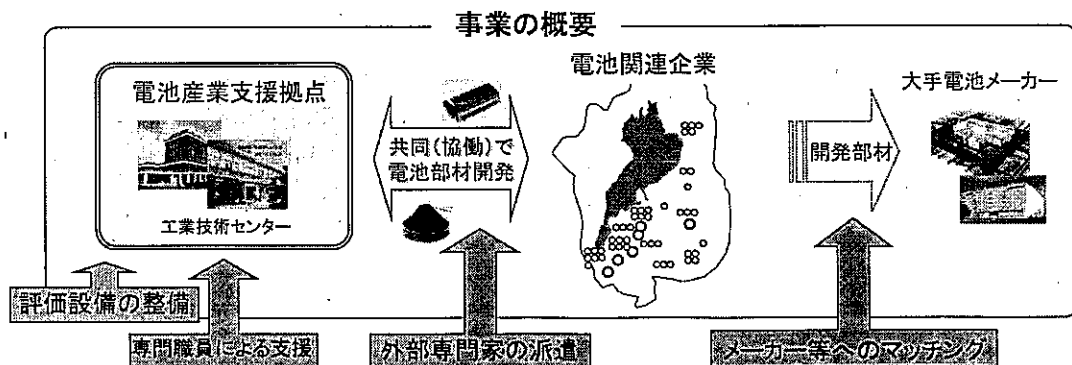 事業の概要
電池産業支援拠点
工業技術センター
共同(協働)で
電池部材開発
電池関連企業
開発部材
大手電池メーカー
評価設備の整備
専門職員による支援
外部専門家の派遣
メーカー等へのマッチング